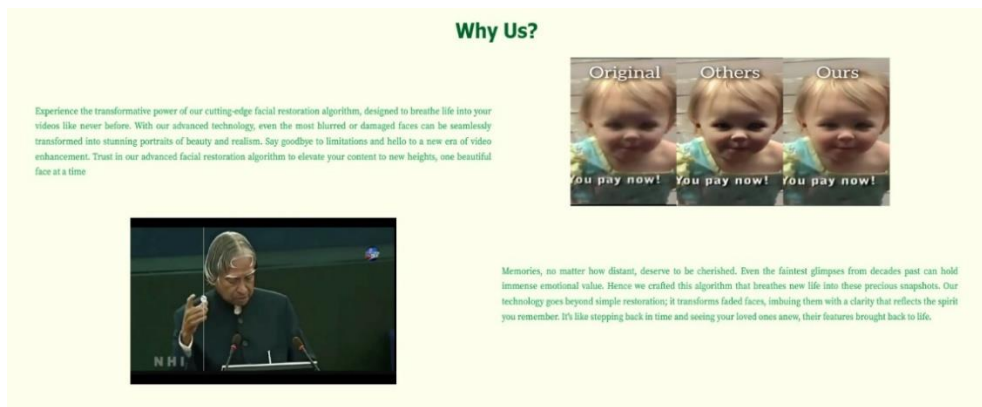 Why Us?
Original Others Ours
You pay now! You pay now! You pay now!
Experience the transformative power of our cutting-edge facial restoration algorithm, designed to breathe life into your
videos like never before. With our advanced technology, even the most blurred or damaged faces can be seamlessly
transformed into stunning portraits of beauty and realism. Say goodbye to limitations and hello to a new era of video
enhancement. Trust in our advanced facial restoration algorithm to elevate your content to new heights, one beautiful
face at a time
NHI
Memories, no matter how distant, deserve to be cherished. Even the faintest glimpses from decades past can hold
immense emotional value. Hence we crafted this algorithm that breathes new life into these precious snapshots. Our
technology goes beyond simple restoration; it transforms faded faces, imbuing them with a clarity that reflects the spirit
you remember. It's like stepping back in time and seeing your loved ones anew, their features brought back to life.